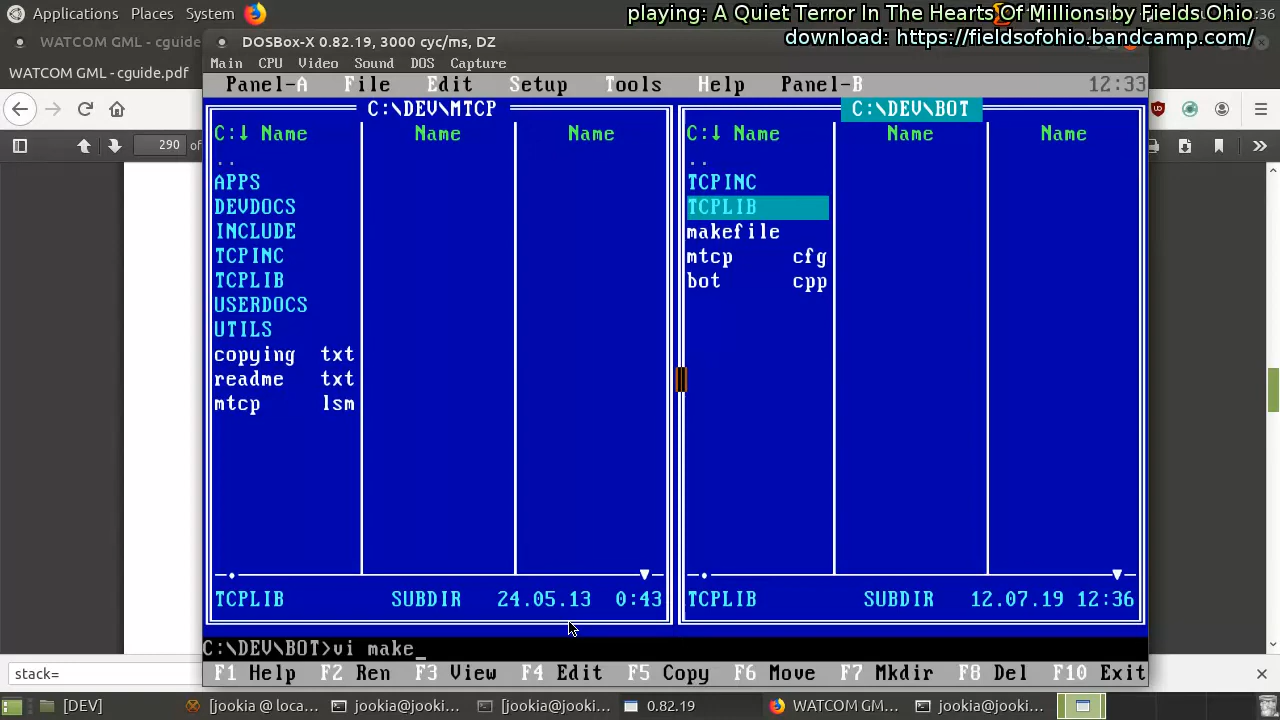 Applications Places System
playing: A Quiet Terror In The Hearts Of Millions by Fields Ohio
download: https://fieldsofohio.bandcamp.com/
:36
WATCOM GML - cguide
DOSBox-X 0.82.19, 3000 cyc/ms, DZ
WATCOM GML - cguide.pdf
Main CPU Video Sound DOS Capture
Panel-A File Edit Setup Tools Help Panel-B 12:33
C:\DEV\MTCP C:\DEV\BOT
C:↓ Name Name Name C:↓ Name Name Name
290 of
.. ..
APPS TCPINC
DEVDOCS TCPLIB
INCLUDE makefile
TCPINC mtcp cfg
TCPLIB bot cpp
USERDOCS
UTILS
copying txt
readme txt
mtcp lsm
TCPLIB SUBDIR 24.05.13 0:43 TCPLIB SUBDIR 12.07.19 12:36
C:\DEV\BOT>vi make_
stack=
F1 Help F2 Ren F3 View F4 Edit F5 Copy F6 Move F7 Mkdir F8 Del F10 Exit
[DEV] [jookia @ loca... jookia@jooki... [jookia@jooki... 0.82.19 WATCOM GM... jookia@jooki...